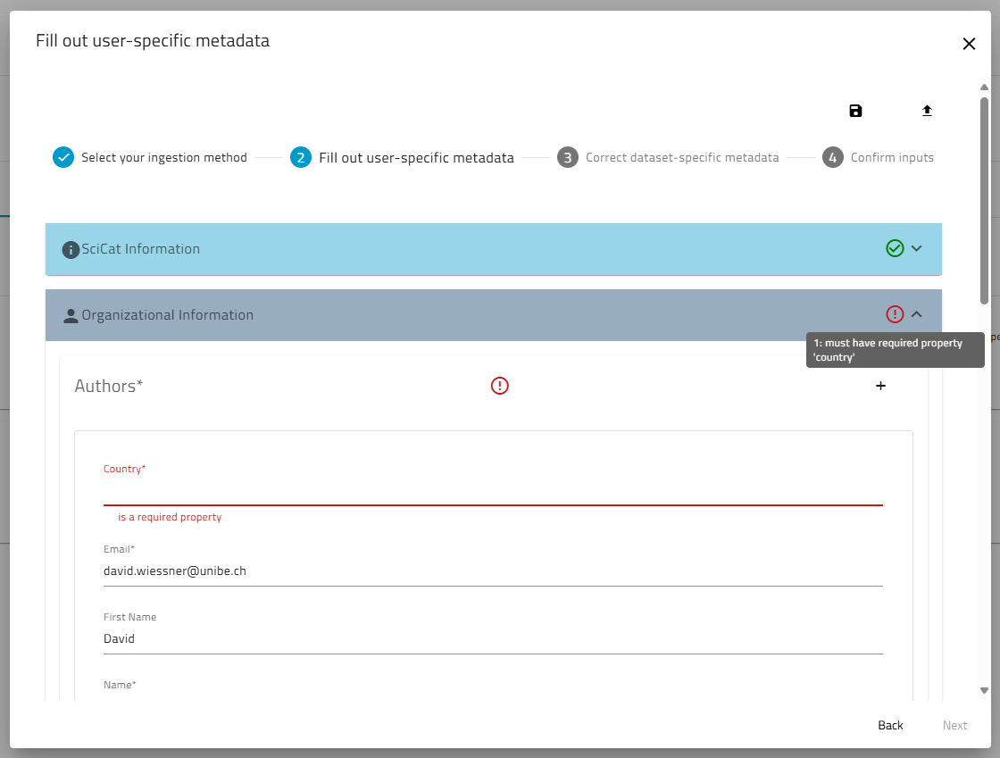 Fill out user-specific metadata
Select your ingestion method
2 Fill out user-specific metadata
3 Correct dataset-specific metadata
4 Confirm inputs
SciCat Information
Organizational Information
1: must have required property
'country'
Authors*
Country*
is a required property
Email*
david.wiessner@unibe.ch
First Name
David
Name*
Back
Next